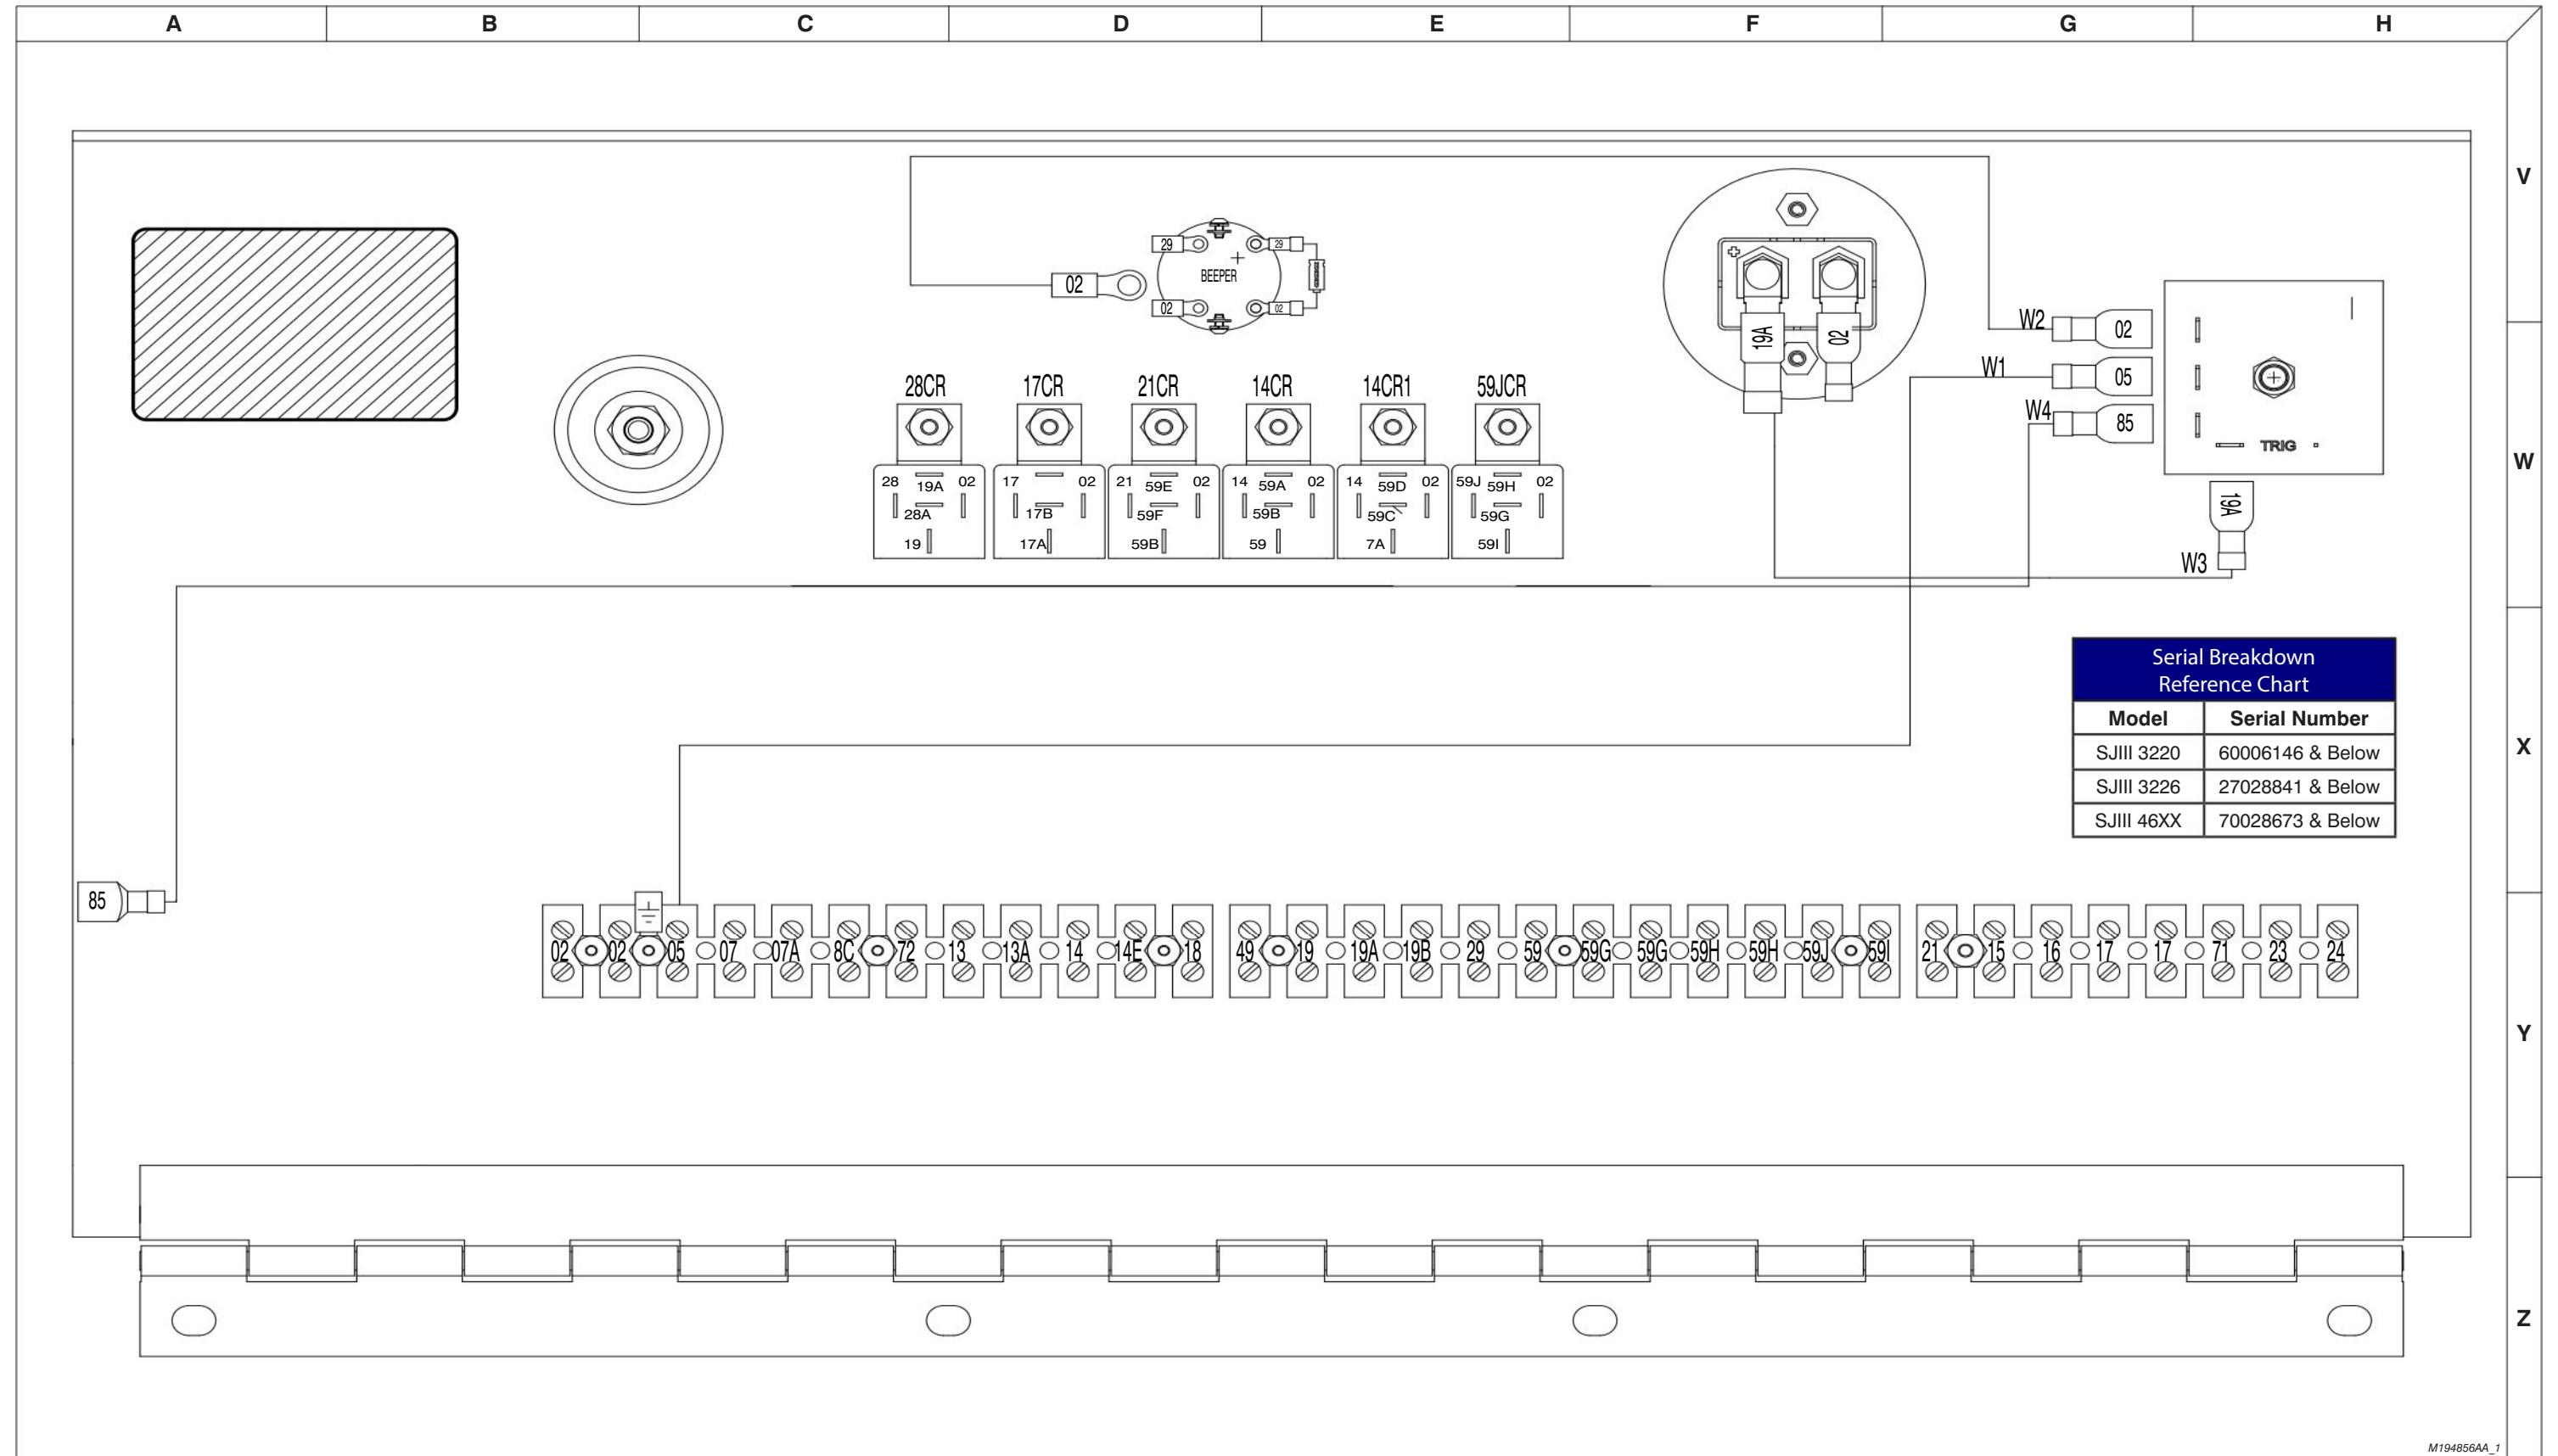 A B C D E F G H
V
W
X
Y
Z
29 29
BEEPER
02
02 02
19A 02
W2 02
W1 05
W4 85
TRIG
19A
W3
28CR 17CR 21CR 14CR 14CR1 59JCR
28 19A 02
28A
19
17 02
17B
17A
21 59E 02
59F
59B
14 59A 02
59B
59
14 59D 02
59C
7A
59J 59H 02
59G
59I
Serial Breakdown
Reference Chart
Model Serial Number
SJIII 3220 60006146 & Below
SJIII 3226 27028841 & Below
SJIII 46XX 70028673 & Below
85
02 02 05 07 07A 8C 72 13 13A 14 14E 18 49 19 19A 19B 29 59 59G 59G 59H 59H 59J 59I 21 15 16 17 17 71 23 24
M194856AA_1